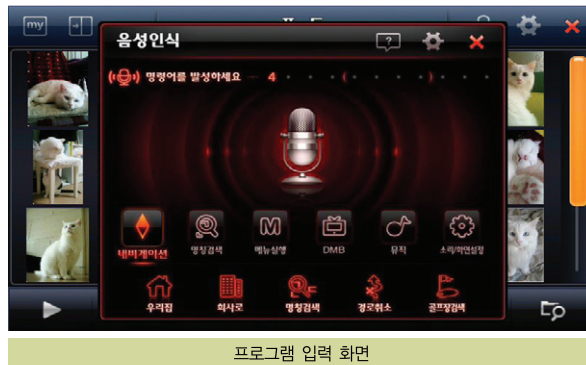 my
음성인식
?
명령어를 발성하세요
4
네비게이션
명칭검색
M
메뉴실행
DMB
뮤직
소리/화면설정
우리집
회사로
명칭검색
경로취소
골프장검색
프로그램 입력 화면